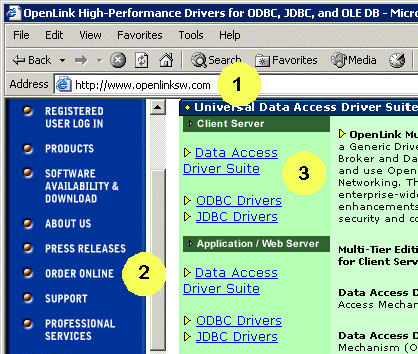 OpenLink High-Performance Drivers for ODBC, JDBC, and OLE DB - Micr
File Edit View Favorites Tools Help
Back Search Favorites Media
Address http://www.openlinksw.com
1
REGISTERED
USER LOG IN
PRODUCTS
SOFTWARE
AVAILABILITY &
DOWNLOAD
ABOUT US
PRESS RELEASES
ORDER ONLINE
2
SUPPORT
PROFESSIONAL
SERVICES
Universal Data Access Driver Suite
Client Server
Data Access
Driver Suite
3
ODBC Drivers
JDBC Drivers
Application / Web Server
Data Access
Driver Suite
ODBC Drivers
JDBC Drivers
OpenLink Mu
a Generic Drive
Broker and Da
and use Open
Networking. Th
enterprise-wid
enhancements
security and co
Multi-Tier Editi
for Client Serv
Data Access D
Access Mechan
Data Access D
Mechanism (O